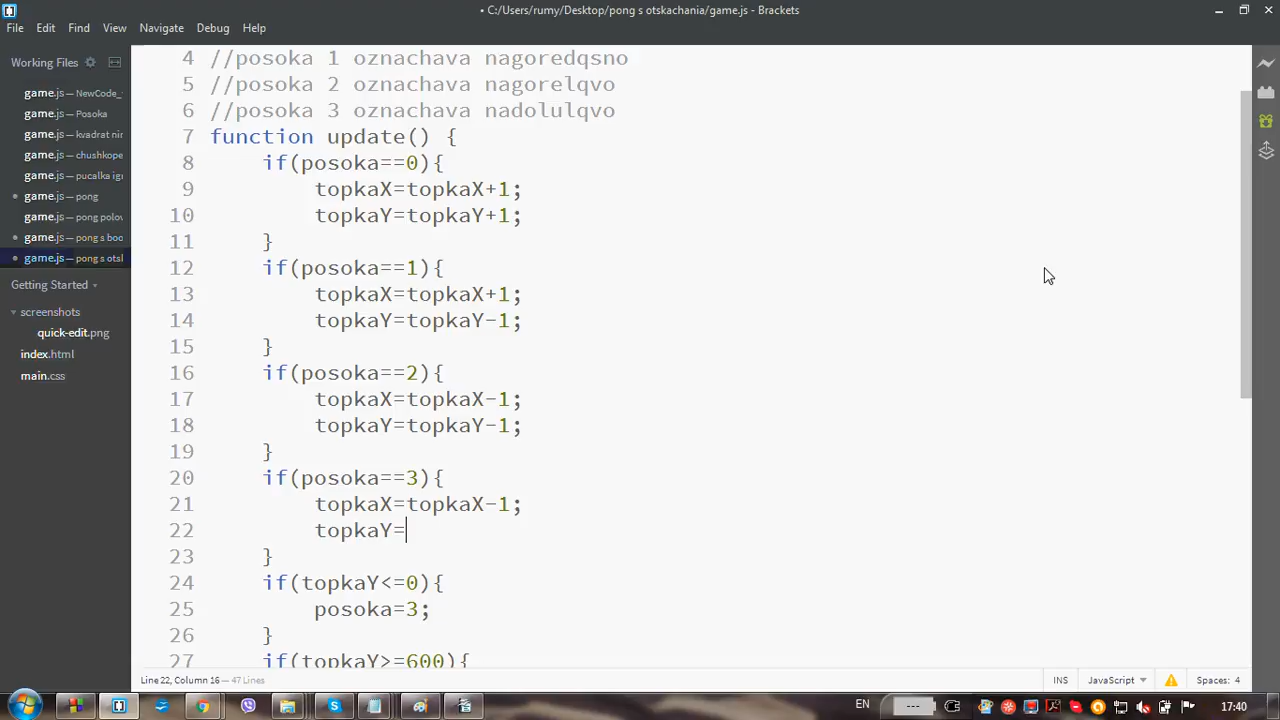 • C:/Users/rumy/Desktop/pong s otskachania/game.js - Brackets
File Edit Find View Navigate Debug Help
Working Files
game.js — NewCode_
game.js — Posoka
game.js — kvadrat nir
game.js — chushkope
game.js — pucalka igr
game.js — pong
game.js — pong polov
game.js — pong s boo
game.js — pong s otsk
Getting Started
screenshots
quick-edit.png
index.html
main.css
4 //posoka 1 oznachava nagoredqsno
5 //posoka 2 oznachava nagorelqvo
6 //posoka 3 oznachava nadolulqvo
7 function update() {
8 if(posoka==0){
9 topkaX=topkaX+1;
10 topkaY=topkaY+1;
11 }
12 if(posoka==1){
13 topkaX=topkaX+1;
14 topkaY=topkaY-1;
15 }
16 if(posoka==2){
17 topkaX=topkaX-1;
18 topkaY=topkaY-1;
19 }
20 if(posoka==3){
21 topkaX=topkaX-1;
22 topkaY=
23 }
24 if(topkaY<=0){
25 posoka=3;
26 }
27 if(topkaY>=600){
Line 22, Column 16 — 47 Lines
INS JavaScript Spaces: 4
EN 17:40